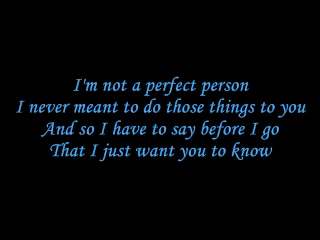 I'm not a perfect person
I never meant to do those things to you
And so I have to say before I go
That I just want you to know